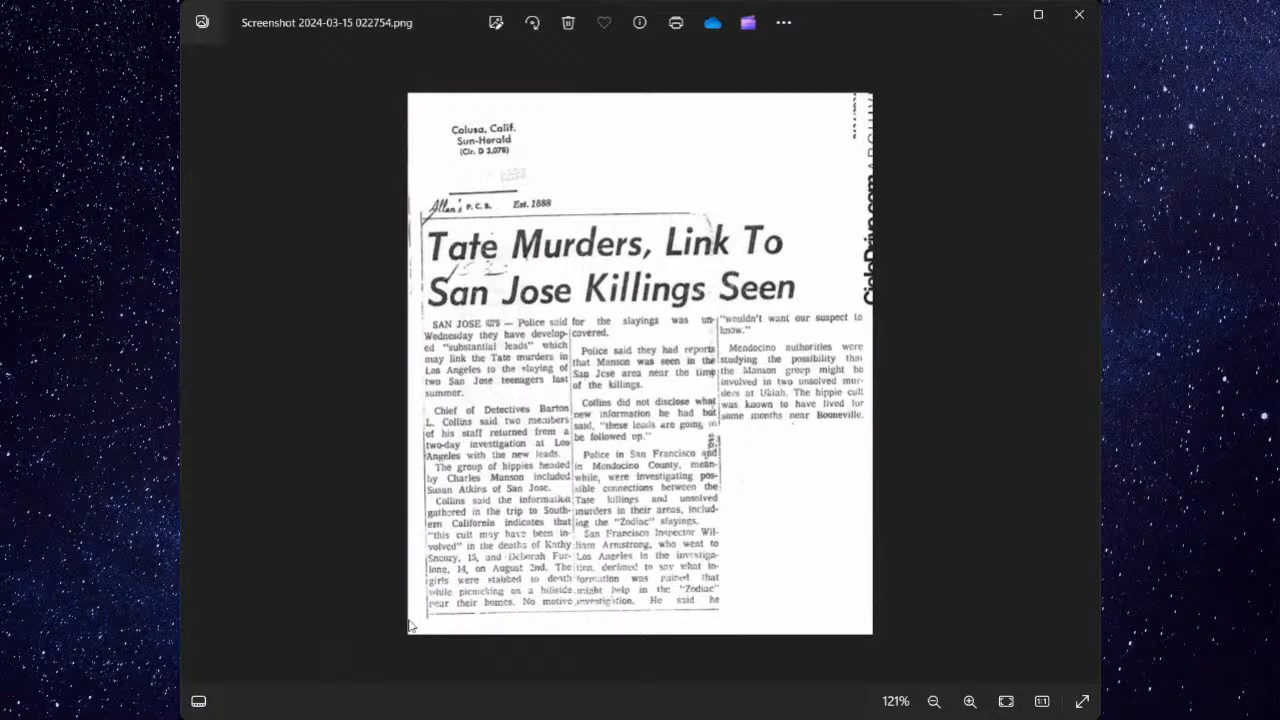 Screenshot 2024-03-15 022754.png
Colusa, Calif.
Sun-Herald
(Cir. D 3,078)
Allen's P. C. B. Est. 1888
Tate Murders, Link To
San Jose Killings Seen
SAN JOSE — Police said
Wednesday they have develop-
ed "substantial leads" which
may link the Tate murders in
Los Angeles to the slaying of
two San Jose teenagers last
summer.
Chief of Detectives Barton
L. Collins said two members
of his staff returned from a
two-day investigation at Los
Angeles with the new leads.
The group of hippies headed
by Charles Manson included
Susan Atkins of San Jose.
Collins said the information
gathered in the trip to South-
ern California indicates that
"this cult may have been in-
volved" in the deaths of Kathy
Snoozy, 15, and Deborah Fur-
long, 14, on August 2nd. The
girls were stabbed to death
while picnicking on a hillside
near their homes. No motive
for the slayings was un-
covered.
Police said they had reports
that Manson was seen in the
San Jose area near the time
of the killings.
Collins did not disclose what
new information he had but
said, "these leads are going to
be followed up."
Police in San Francisco and
in Mendocino County, mean-
while, were investigating pos-
sible connections between the
Tate killings and unsolved
murders in their areas, includ-
ing the "Zodiac" slayings.
San Francisco Inspector Wil-
liam Armstrong, who went to
Los Angeles in the investiga-
tion, declined to say what in-
formation was gained that
might help in the "Zodiac"
investigation. He said he
"wouldn't want our suspect to
know."
Mendocino authorities were
studying the possibility that
the Manson group might be
involved in two unsolved mur-
ders at Ukiah. The hippie cult
was known to have lived for
some months near Booneville.
CieloDrive.com
121%
1:1